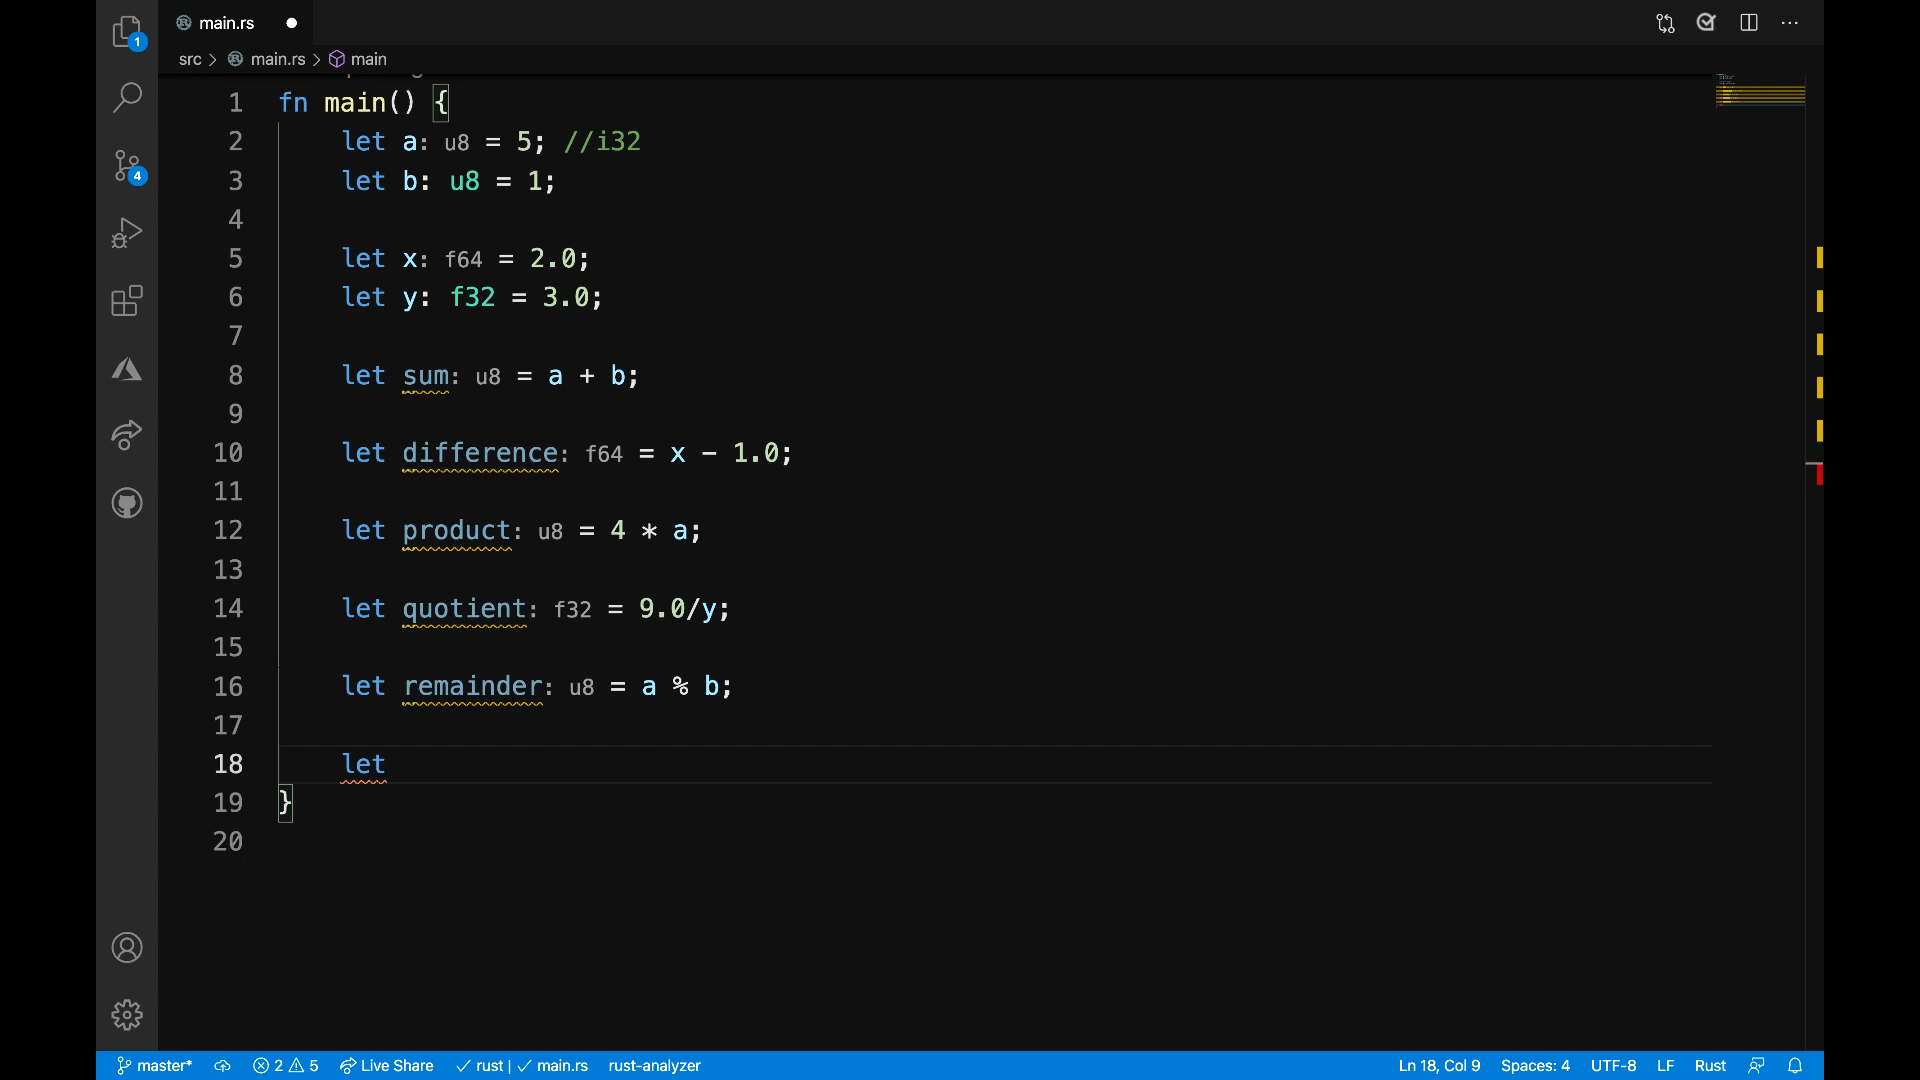 main.rs
src > main.rs > main
1 fn main() {
2 let a: u8 = 5; //i32
3 let b: u8 = 1;
4
5 let x: f64 = 2.0;
6 let y: f32 = 3.0;
7
8 let sum: u8 = a + b;
9
10 let difference: f64 = x - 1.0;
11
12 let product: u8 = 4 * a;
13
14 let quotient: f32 = 9.0/y;
15
16 let remainder: u8 = a % b;
17
18 let
19 }
20
1
4
master* 2 5 Live Share rust | main.rs rust-analyzer Ln 18, Col 9 Spaces: 4 UTF-8 LF Rust